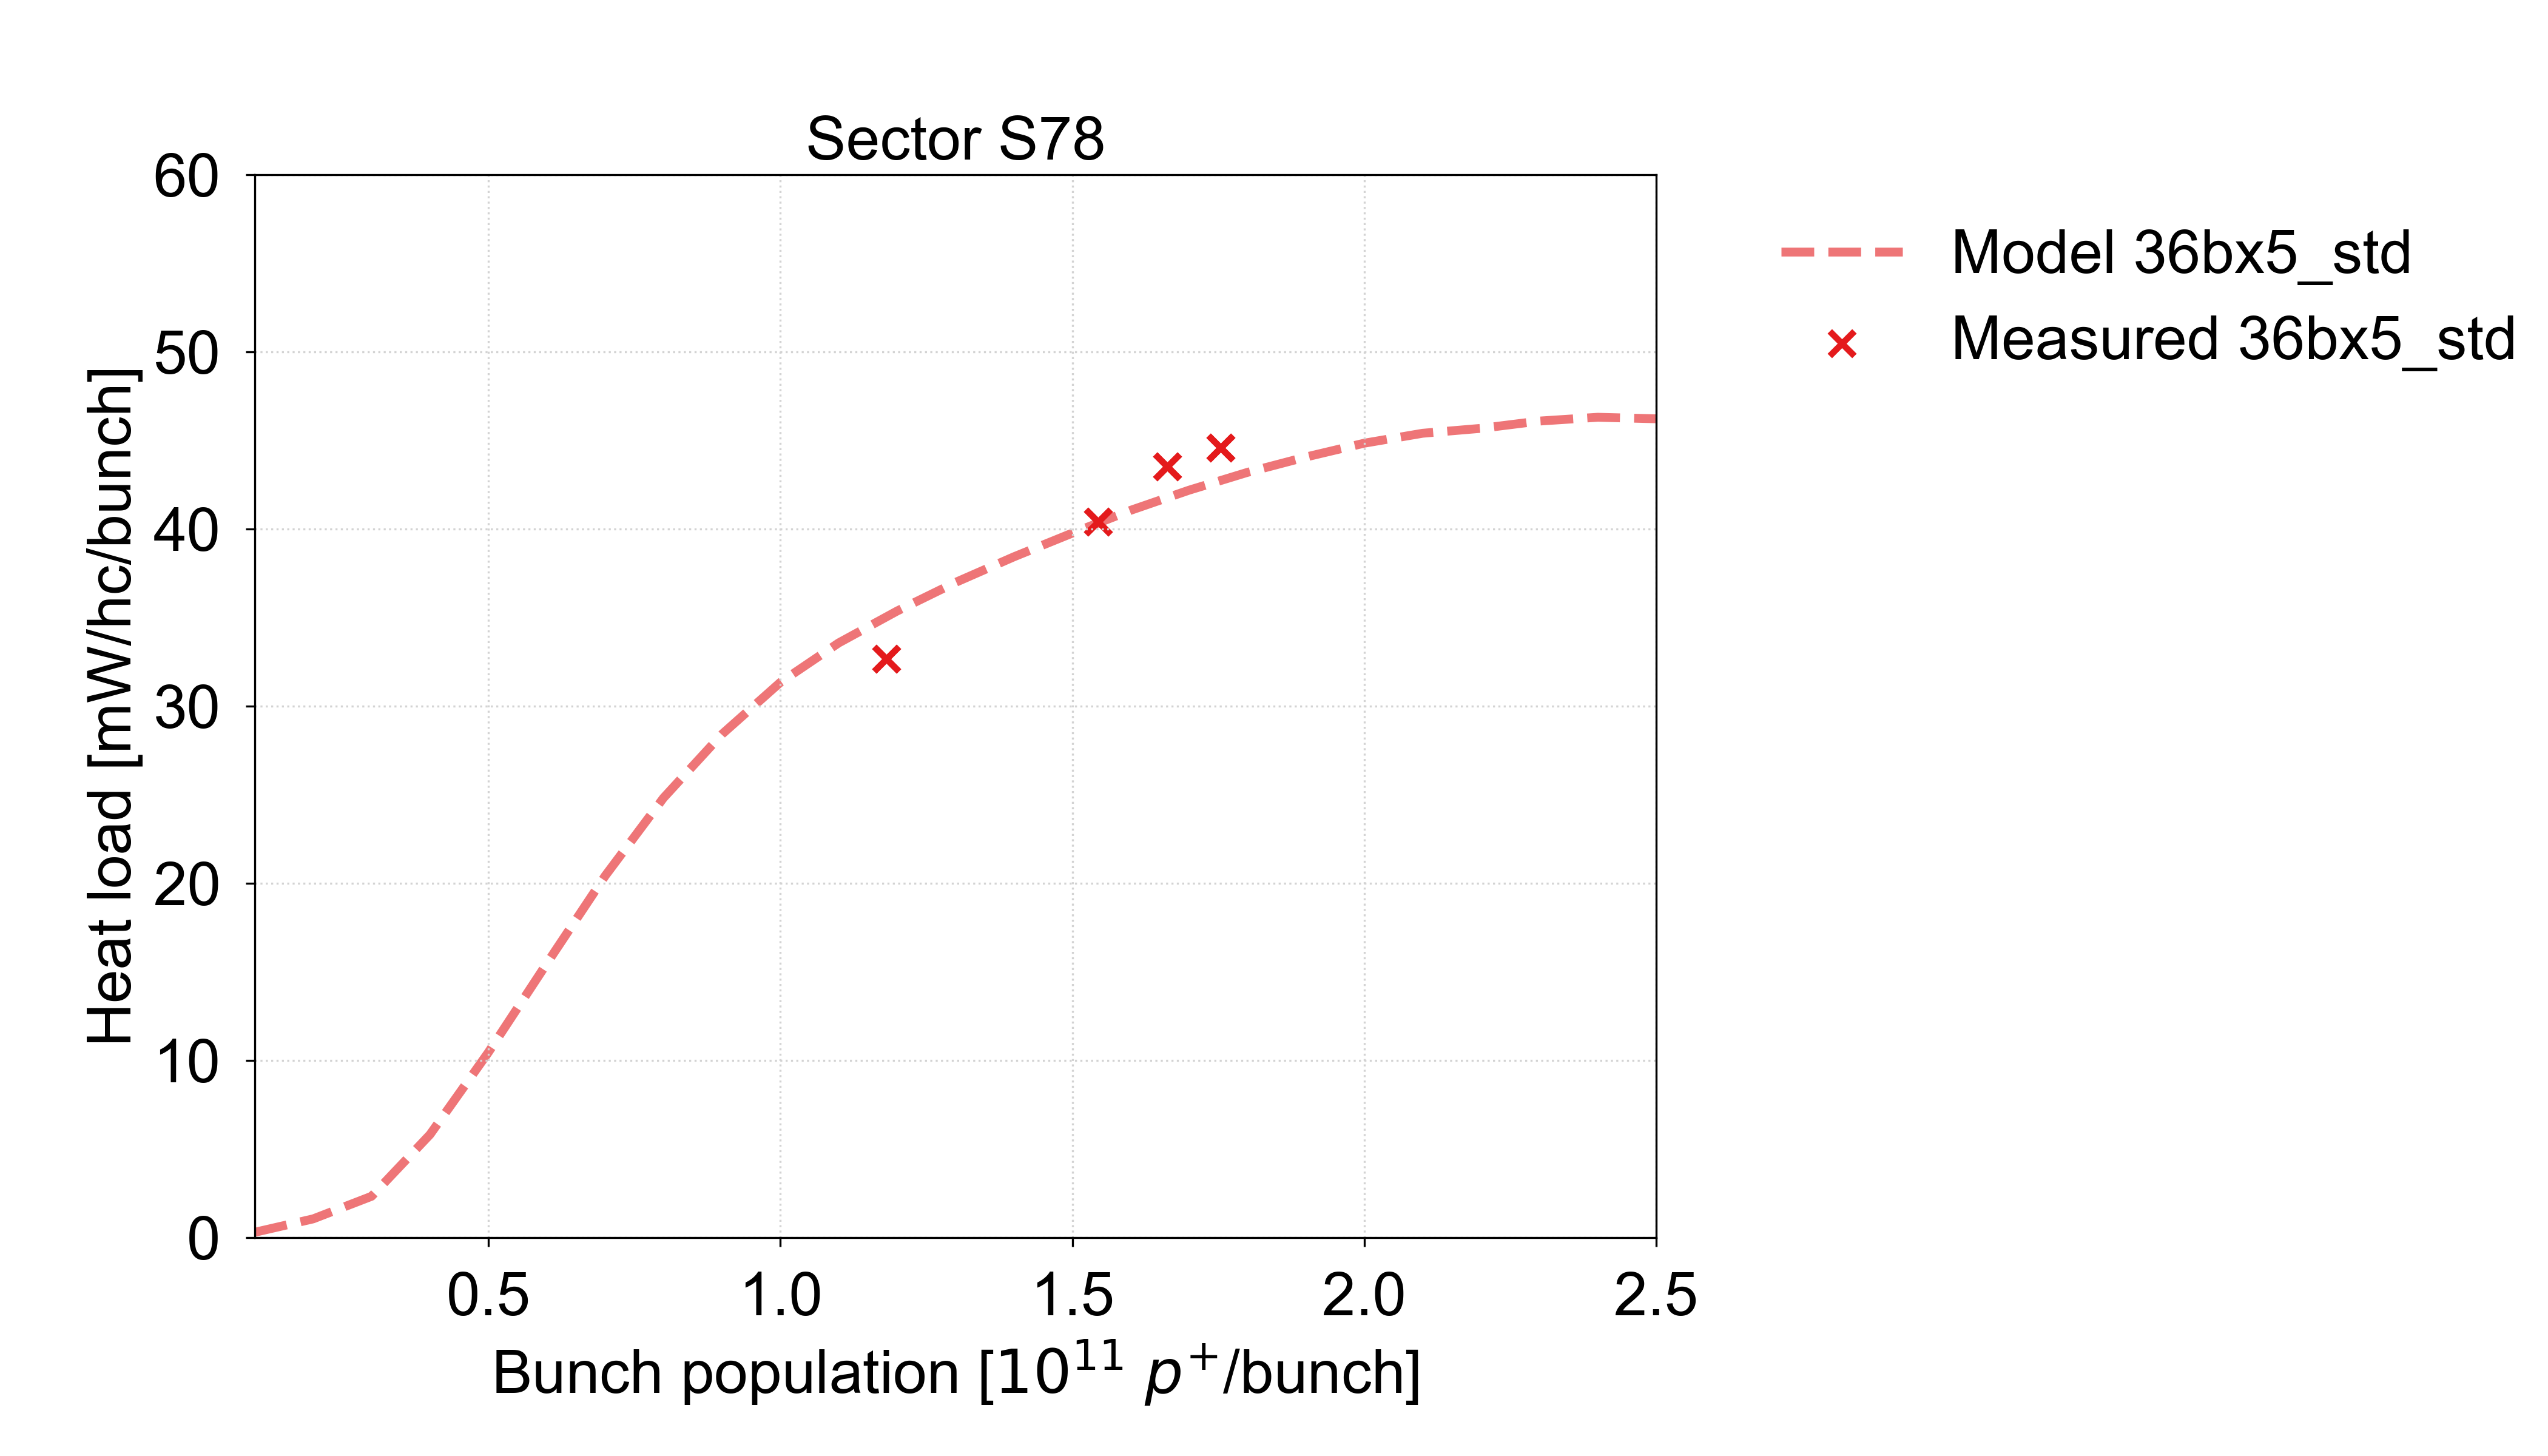 Sector S78
60
50
40
30
20
10
0
Heat load [mW/hc/bunch]
0.5 1.0 1.5 2.0 2.5
Bunch population [10¹¹ p⁺/bunch]
Model 36bx5_std
Measured 36bx5_std